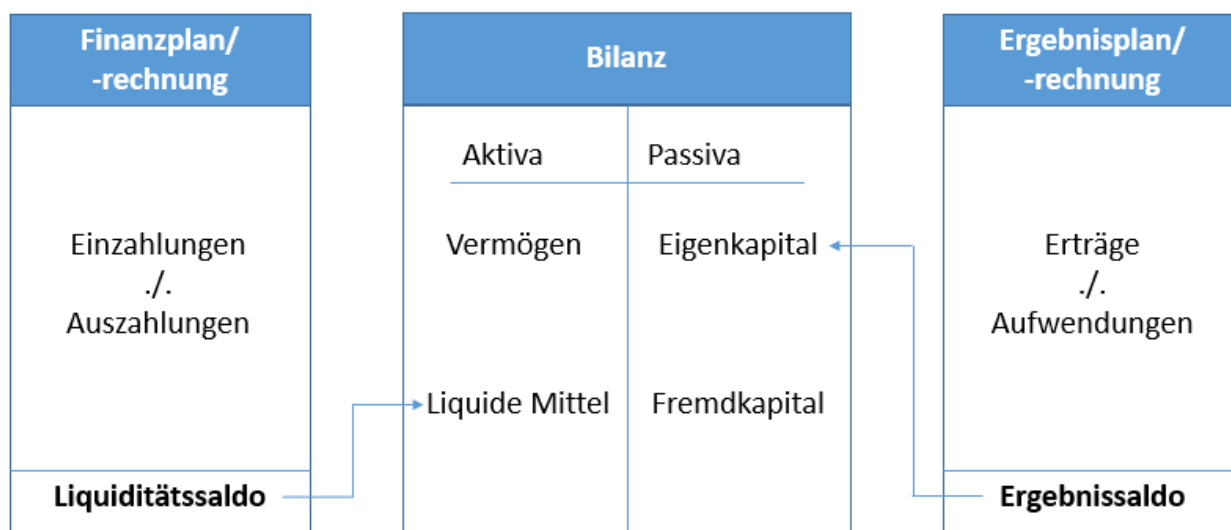 Finanzplan/
-rechnung
Einzahlungen
./.
Auszahlungen
Liquiditätssaldo
Bilanz
Aktiva
Passiva
Vermögen
Eigenkapital
Liquide Mittel
Fremdkapital
Ergebnisplan/
-rechnung
Erträge
./.
Aufwendungen
Ergebnissaldo